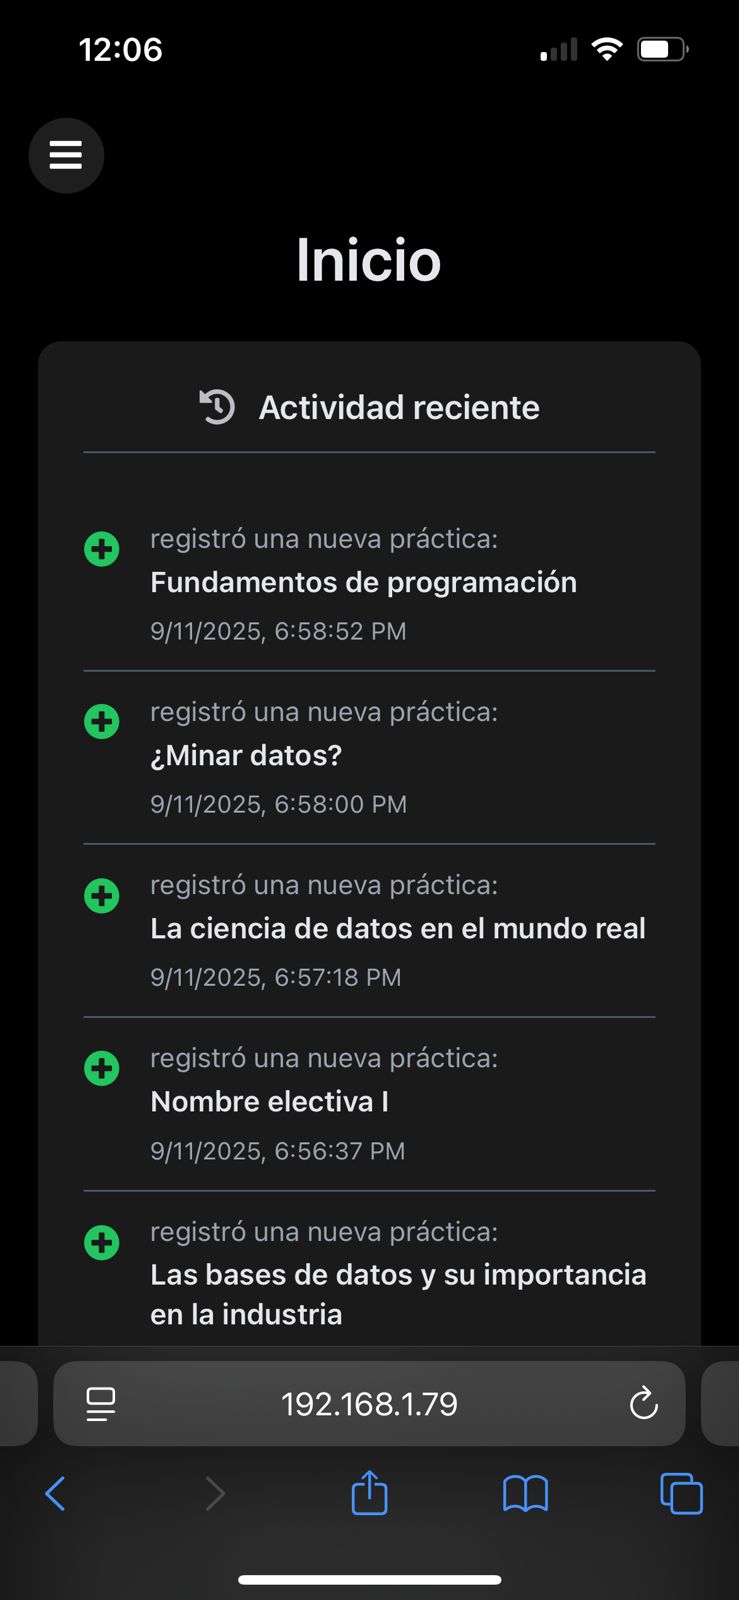 12:06
Inicio
Actividad reciente
registró una nueva práctica:
Fundamentos de programación
9/11/2025, 6:58:52 PM
registró una nueva práctica:
¿Minar datos?
9/11/2025, 6:58:00 PM
registró una nueva práctica:
La ciencia de datos en el mundo real
9/11/2025, 6:57:18 PM
registró una nueva práctica:
Nombre electiva I
9/11/2025, 6:56:37 PM
registró una nueva práctica:
Las bases de datos y su importancia
en la industria
192.168.1.79